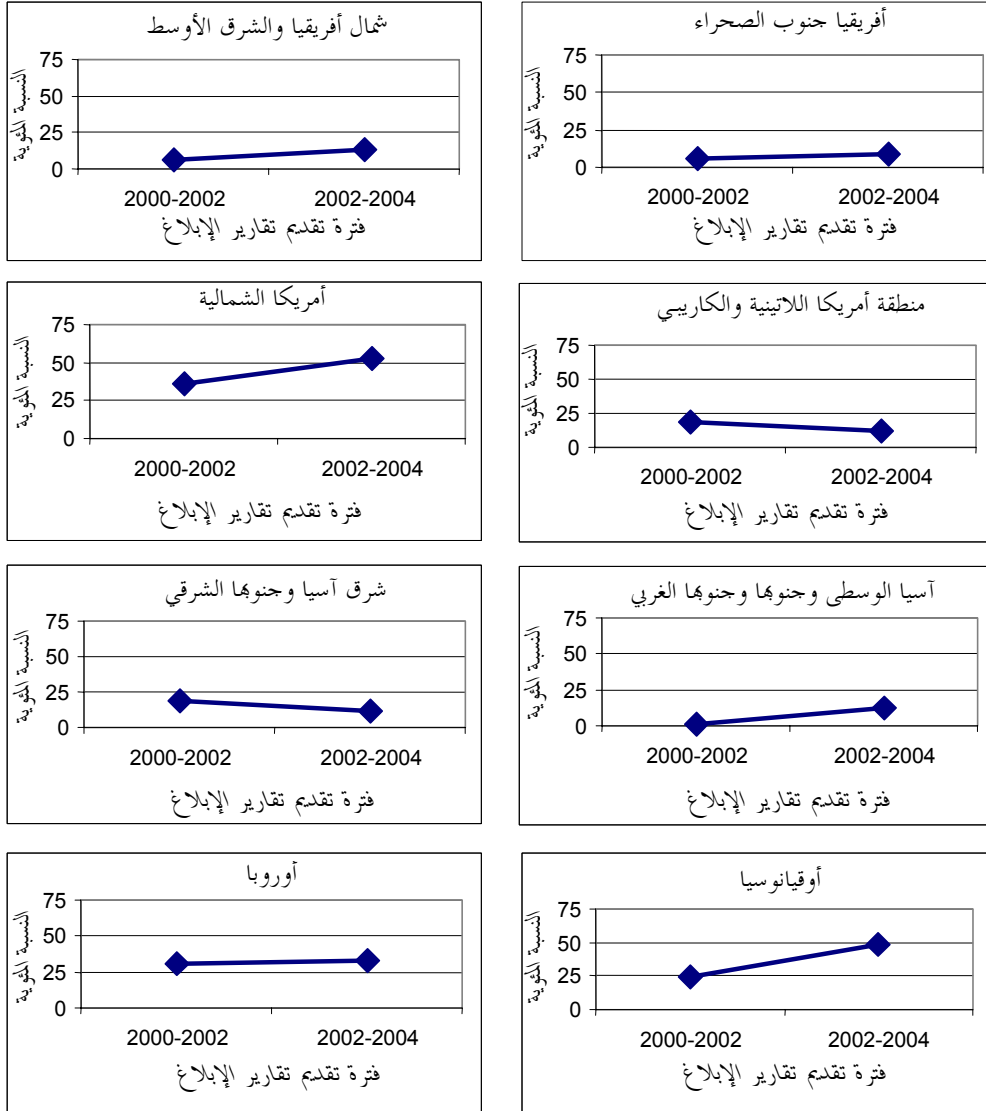 أفريقيا جنوب الصحراء
النسبة المئوية
75
50
25
0
2000-2002 2002-2004
فترة تقديم تقارير الإبلاغ
شمال أفريقيا والشرق الأوسط
النسبة المئوية
75
50
25
0
2000-2002 2002-2004
فترة تقديم تقارير الإبلاغ
منطقة أمريكا اللاتينية والكاريبـي
النسبة المئوية
75
50
25
0
2000-2002 2002-2004
فترة تقديم تقارير الإبلاغ
أمريكا الشمالية
النسبة المئوية
75
50
25
0
2000-2002 2002-2004
فترة تقديم تقارير الإبلاغ
آسيا الوسطى وجنوبها وجنوبها الغربي
النسبة المئوية
75
50
25
0
2000-2002 2002-2004
فترة تقديم تقارير الإبلاغ
شرق آسيا وجنوبها الشرقي
النسبة المئوية
75
50
25
0
2000-2002 2002-2004
فترة تقديم تقارير الإبلاغ
أوقيانوسيا
النسبة المئوية
75
50
25
0
2000-2002 2002-2004
فترة تقديم تقارير الإبلاغ
أوروبا
النسبة المئوية
75
50
25
0
2000-2002 2002-2004
فترة تقديم تقارير الإبلاغ